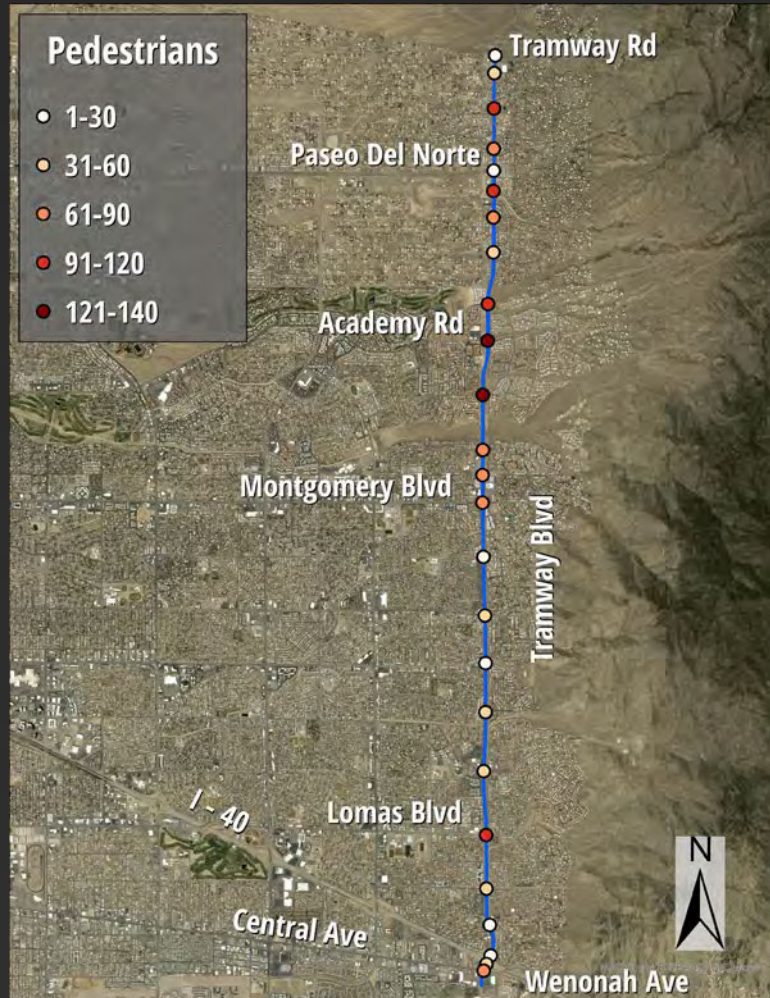 Pedestrians
1-30
31-60
61-90
91-120
121-140
Tramway Rd
Paseo Del Norte
Academy Rd
Montgomery Blvd
Tramway Blvd
I - 40
Lomas Blvd
Central Ave
Wenonah Ave
N